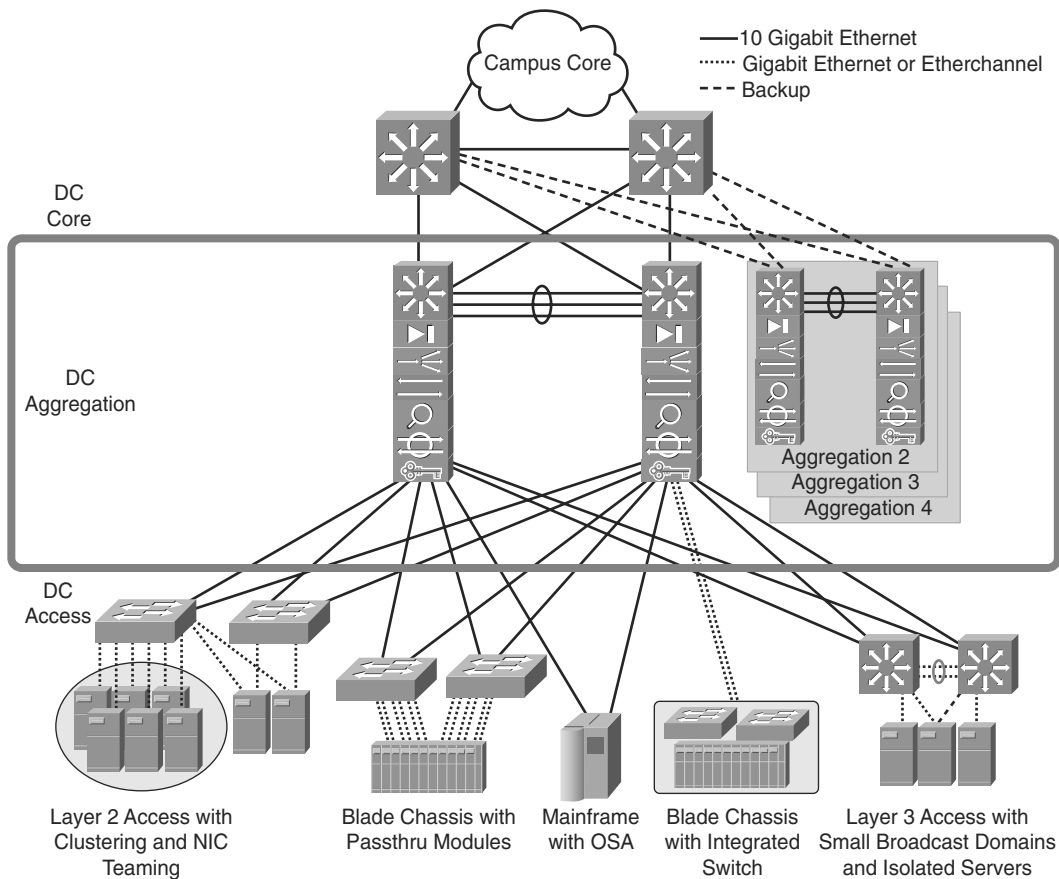 Campus Core
10 Gigabit Ethernet
Gigabit Ethernet or Etherchannel
Backup
DC
Core
DC
Aggregation
Aggregation 2
Aggregation 3
Aggregation 4
DC
Access
Layer 2 Access with
Clustering and NIC
Teaming
Blade Chassis with
Passthru Modules
Mainframe
with OSA
Blade Chassis
with Integrated
Switch
Layer 3 Access with
Small Broadcast Domains
and Isolated Servers